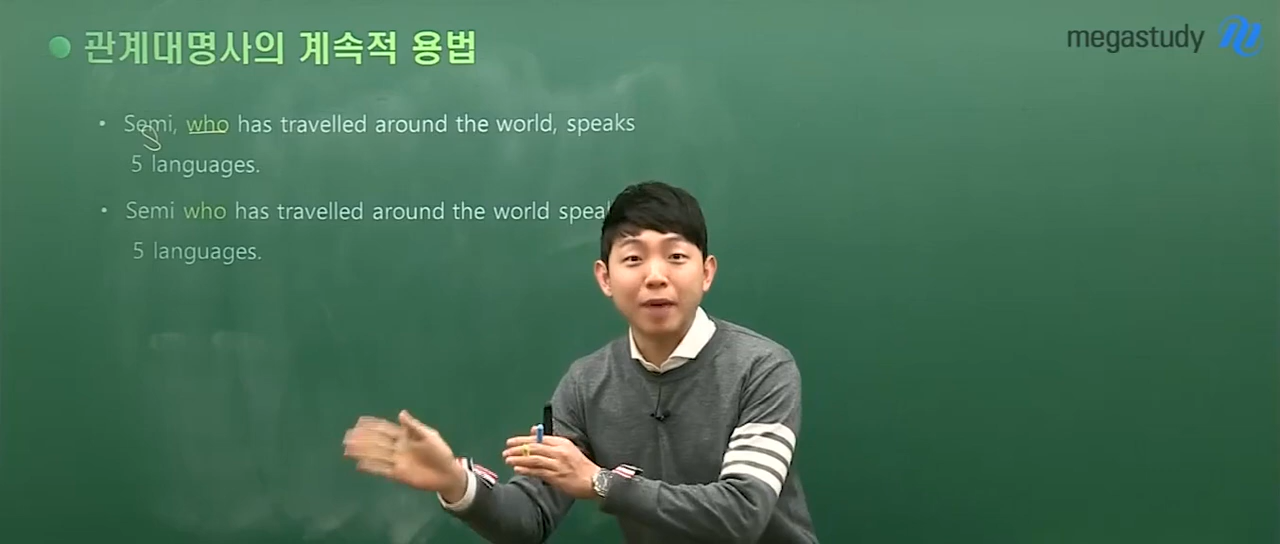 관계대명사의 계속적 용법
megastudy
Semi, who has travelled around the world, speaks
S
5 languages.
Semi who has travelled around the world
5 languages.